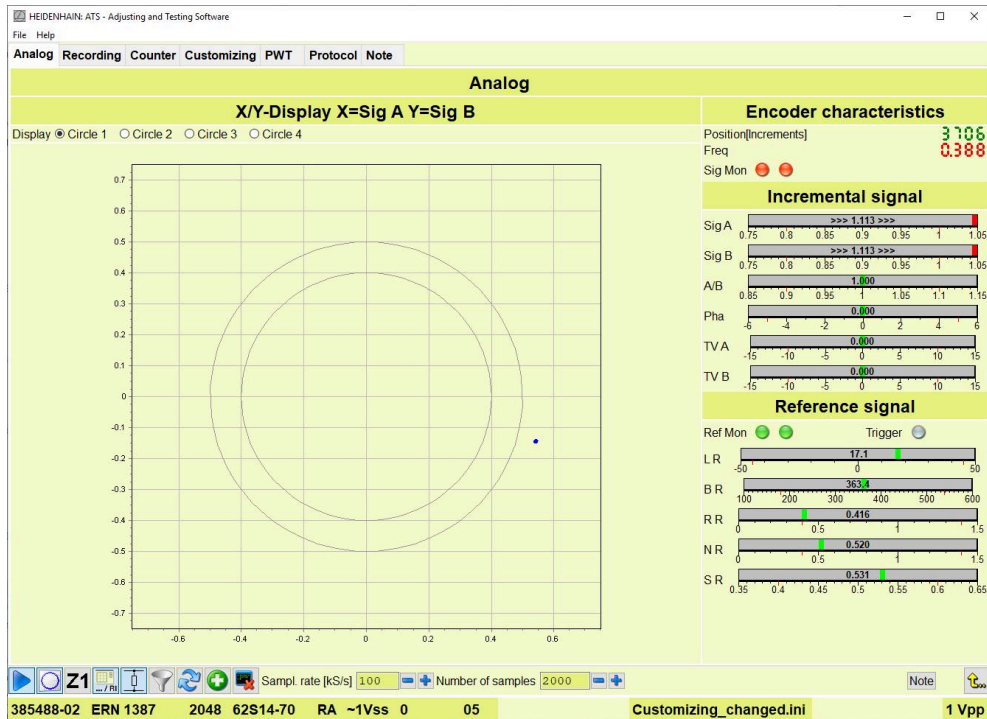 HEIDENHAIN: ATS - Adjusting and Testing Software
File Help
Analog Recording Counter Customizing PWT Protocol Note
Analog
X/Y-Display X=Sig A Y=Sig B
Display Circle 1 Circle 2 Circle 3 Circle 4
0.7
0.6
0.5
0.4
0.3
0.2
0.1
0
-0.1
-0.2
-0.3
-0.4
-0.5
-0.6
-0.7
-0.6 -0.4 -0.2 0 0.2 0.4 0.6
Encoder characteristics
Position[Increments] 3706
Freq 0.388
Sig Mon
Incremental signal
Sig A >>> 1.113 >>>
0.75 0.8 0.85 0.9 0.95 1 1.05
Sig B >>> 1.113 >>>
0.75 0.8 0.85 0.9 0.95 1 1.05
A/B 1.000
0.85 0.9 0.95 1 1.05 1.1 1.15
Pha 0.000
-6 -4 -2 0 2 4 6
TV A 0.000
-15 -10 -5 0 5 10 15
TV B 0.000
-15 -10 -5 0 5 10 15
Reference signal
Ref Mon Trigger
L R 17.1
-50 0 50
B R 363.4
100 200 300 400 500 600
R R 0.416
0 0.5 1 1.5
N R 0.520
0 0.5 1 1.5
S R 0.531
0.35 0.4 0.45 0.5 0.55 0.6 0.65
Z1 ... / RI Sampl. rate [kS/s] 100 Number of samples 2000 Note
385488-02 ERN 1387 2048 62S14-70 RA ~1Vss 0 05 Customizing_changed.ini 1 Vpp